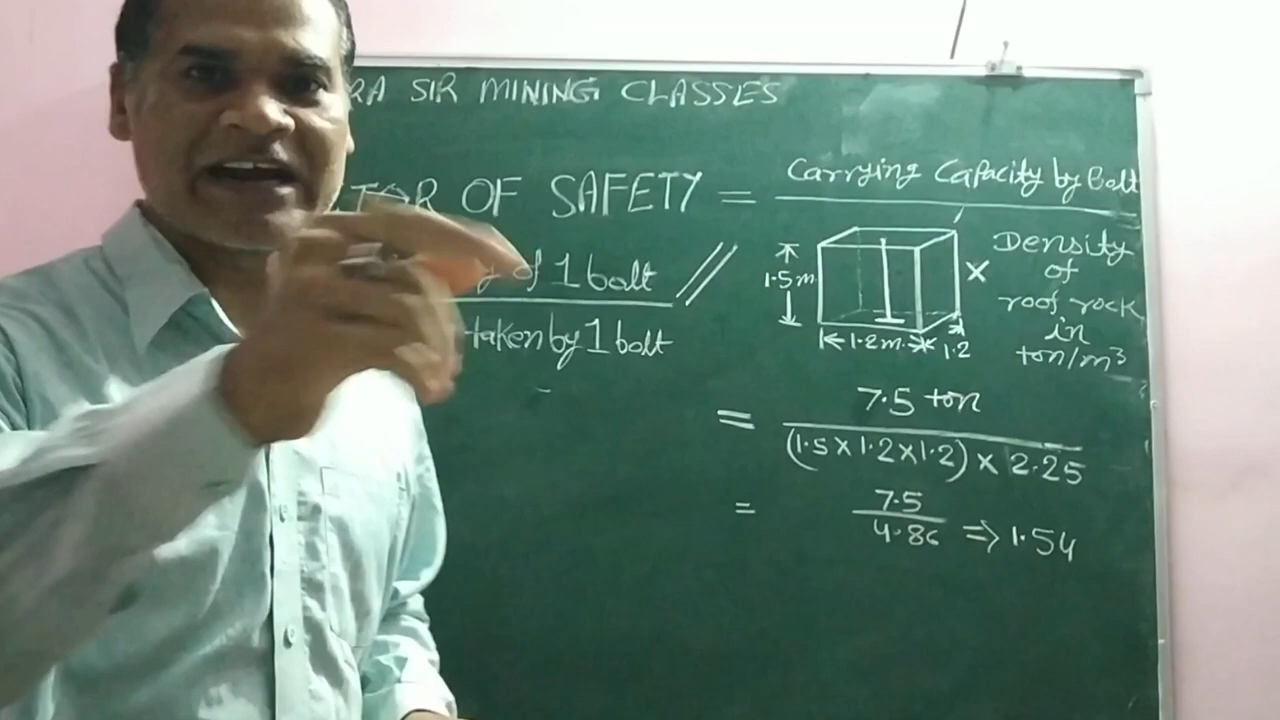 RA SIR MINING CLASSES
TOR OF SAFETY = Carrying Capacity by Bolt
y of 1 bolt //
taken by 1 bolt
1.5m
1.2m.
1.2
× Density
of
roof rock
in
ton/m³
= 7.5 ton
(1.5×1.2×1.2) × 2.25
= 7.5
4.86 ⇒ 1.54